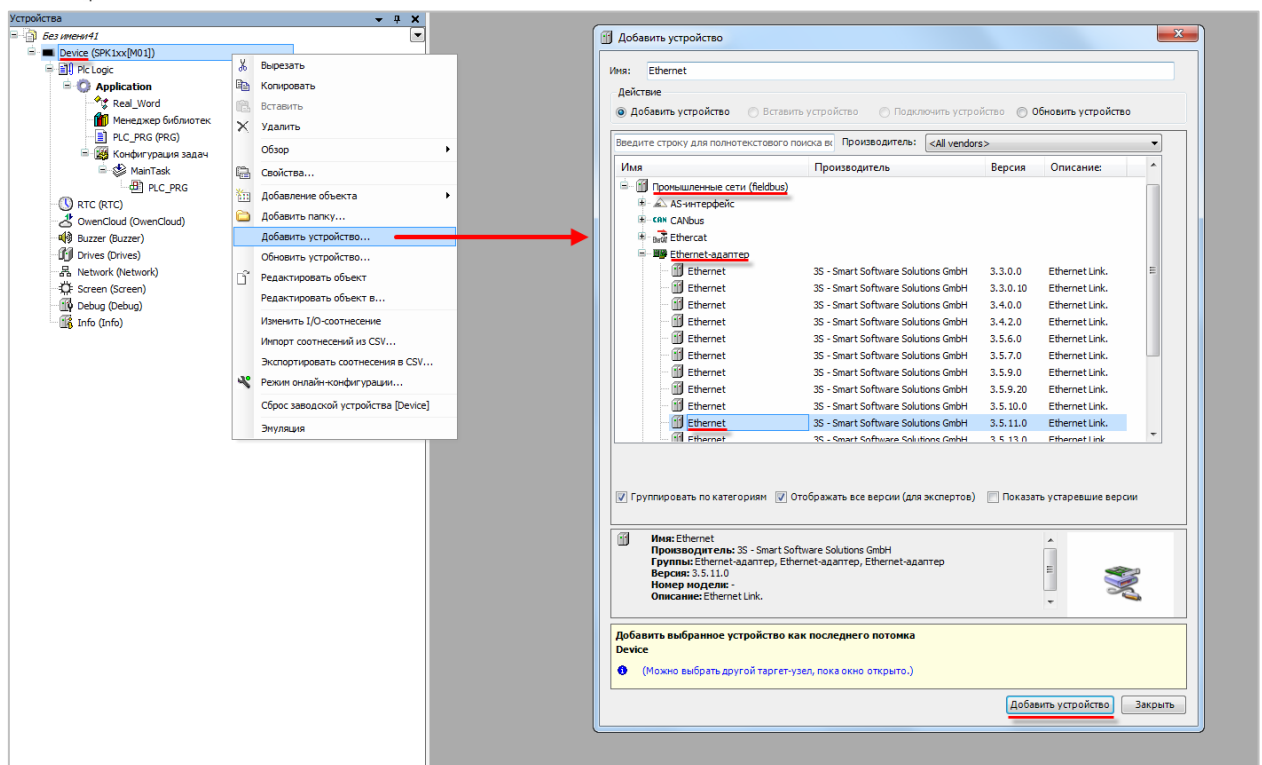 Устройства
Без имени41
Device (SPK1xx[M01])
Plc Logic
Application
Real_Word
Менеджер библиотек
PLC_PRG (PRG)
Конфигурация задач
MainTask
PLC_PRG
RTC (RTC)
OwenCloud (OwenCloud)
Buzzer (Buzzer)
Drives (Drives)
Network (Network)
Screen (Screen)
Debug (Debug)
Info (Info)
Вырезать
Копировать
Вставить
Удалить
Обзор
Свойства...
Добавление объекта
Добавить папку...
Добавить устройство...
Обновить устройство...
Редактировать объект
Редактировать объект в...
Изменить I/O-соотнесение
Импорт соотнесений из CSV...
Экспортировать соотнесения в CSV...
Режим онлайн-конфигурации...
Сброс заводской устройства [Device]
Эмуляция
Добавить устройство
Имя: Ethernet
Действие
Добавить устройство Вставить устройство Подключить устройство Обновить устройство
Введите строку для полнотекстового поиска во Производитель: <All vendors>
Имя Производитель Версия Описание:
Промышленные сети (fieldbus)
AS-интерфейс
CAN CANbus
Ethercat
Ethernet-адаптер
Ethernet 3S - Smart Software Solutions GmbH 3.3.0.0 Ethernet Link.
Ethernet 3S - Smart Software Solutions GmbH 3.3.0.10 Ethernet Link.
Ethernet 3S - Smart Software Solutions GmbH 3.4.0.0 Ethernet Link.
Ethernet 3S - Smart Software Solutions GmbH 3.4.2.0 Ethernet Link.
Ethernet 3S - Smart Software Solutions GmbH 3.5.6.0 Ethernet Link.
Ethernet 3S - Smart Software Solutions GmbH 3.5.7.0 Ethernet Link.
Ethernet 3S - Smart Software Solutions GmbH 3.5.9.0 Ethernet Link.
Ethernet 3S - Smart Software Solutions GmbH 3.5.9.20 Ethernet Link.
Ethernet 3S - Smart Software Solutions GmbH 3.5.10.0 Ethernet Link.
Ethernet 3S - Smart Software Solutions GmbH 3.5.11.0 Ethernet Link.
Ethernet 3S - Smart Software Solutions GmbH 3.5.13.0 Ethernet Link.
Группировать по категориям Отображать все версии (для экспертов) Показать устаревшие версии
Имя: Ethernet
Производитель: 3S - Smart Software Solutions GmbH
Группы: Ethernet-адаптер, Ethernet-адаптер, Ethernet-адаптер
Версия: 3.5.11.0
Номер модели: -
Описание: Ethernet Link.
Добавить выбранное устройство как последнего потомка
Device
(Можно выбрать другой таргет-узел, пока окно открыто.)
Добавить устройство Закрыть